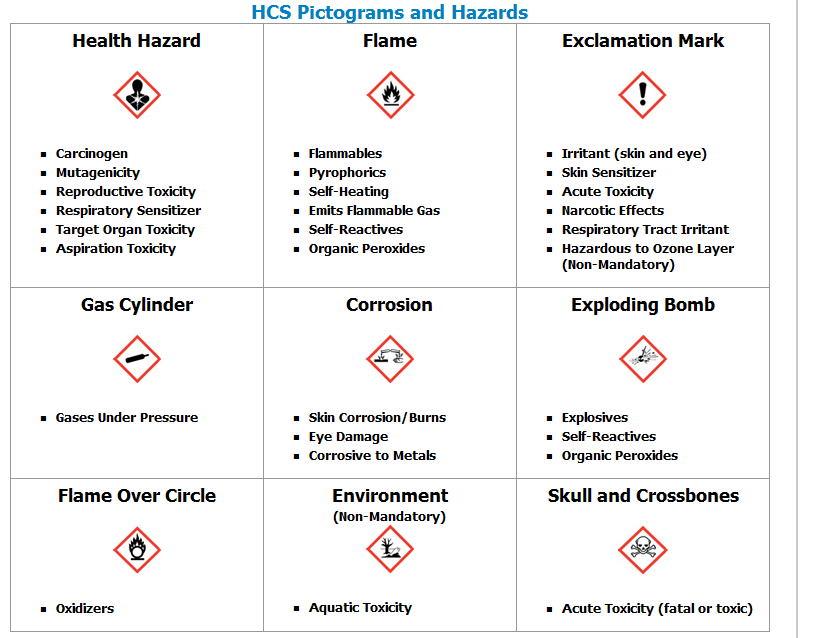 HCS Pictograms and Hazards
Health Hazard
▪ Carcinogen
▪ Mutagenicity
▪ Reproductive Toxicity
▪ Respiratory Sensitizer
▪ Target Organ Toxicity
▪ Aspiration Toxicity
Flame
▪ Flammables
▪ Pyrophorics
▪ Self-Heating
▪ Emits Flammable Gas
▪ Self-Reactives
▪ Organic Peroxides
Exclamation Mark
▪ Irritant (skin and eye)
▪ Skin Sensitizer
▪ Acute Toxicity
▪ Narcotic Effects
▪ Respiratory Tract Irritant
▪ Hazardous to Ozone Layer
(Non-Mandatory)
Gas Cylinder
▪ Gases Under Pressure
Corrosion
▪ Skin Corrosion/Burns
▪ Eye Damage
▪ Corrosive to Metals
Exploding Bomb
▪ Explosives
▪ Self-Reactives
▪ Organic Peroxides
Flame Over Circle
▪ Oxidizers
Environment
(Non-Mandatory)
▪ Aquatic Toxicity
Skull and Crossbones
▪ Acute Toxicity (fatal or toxic)